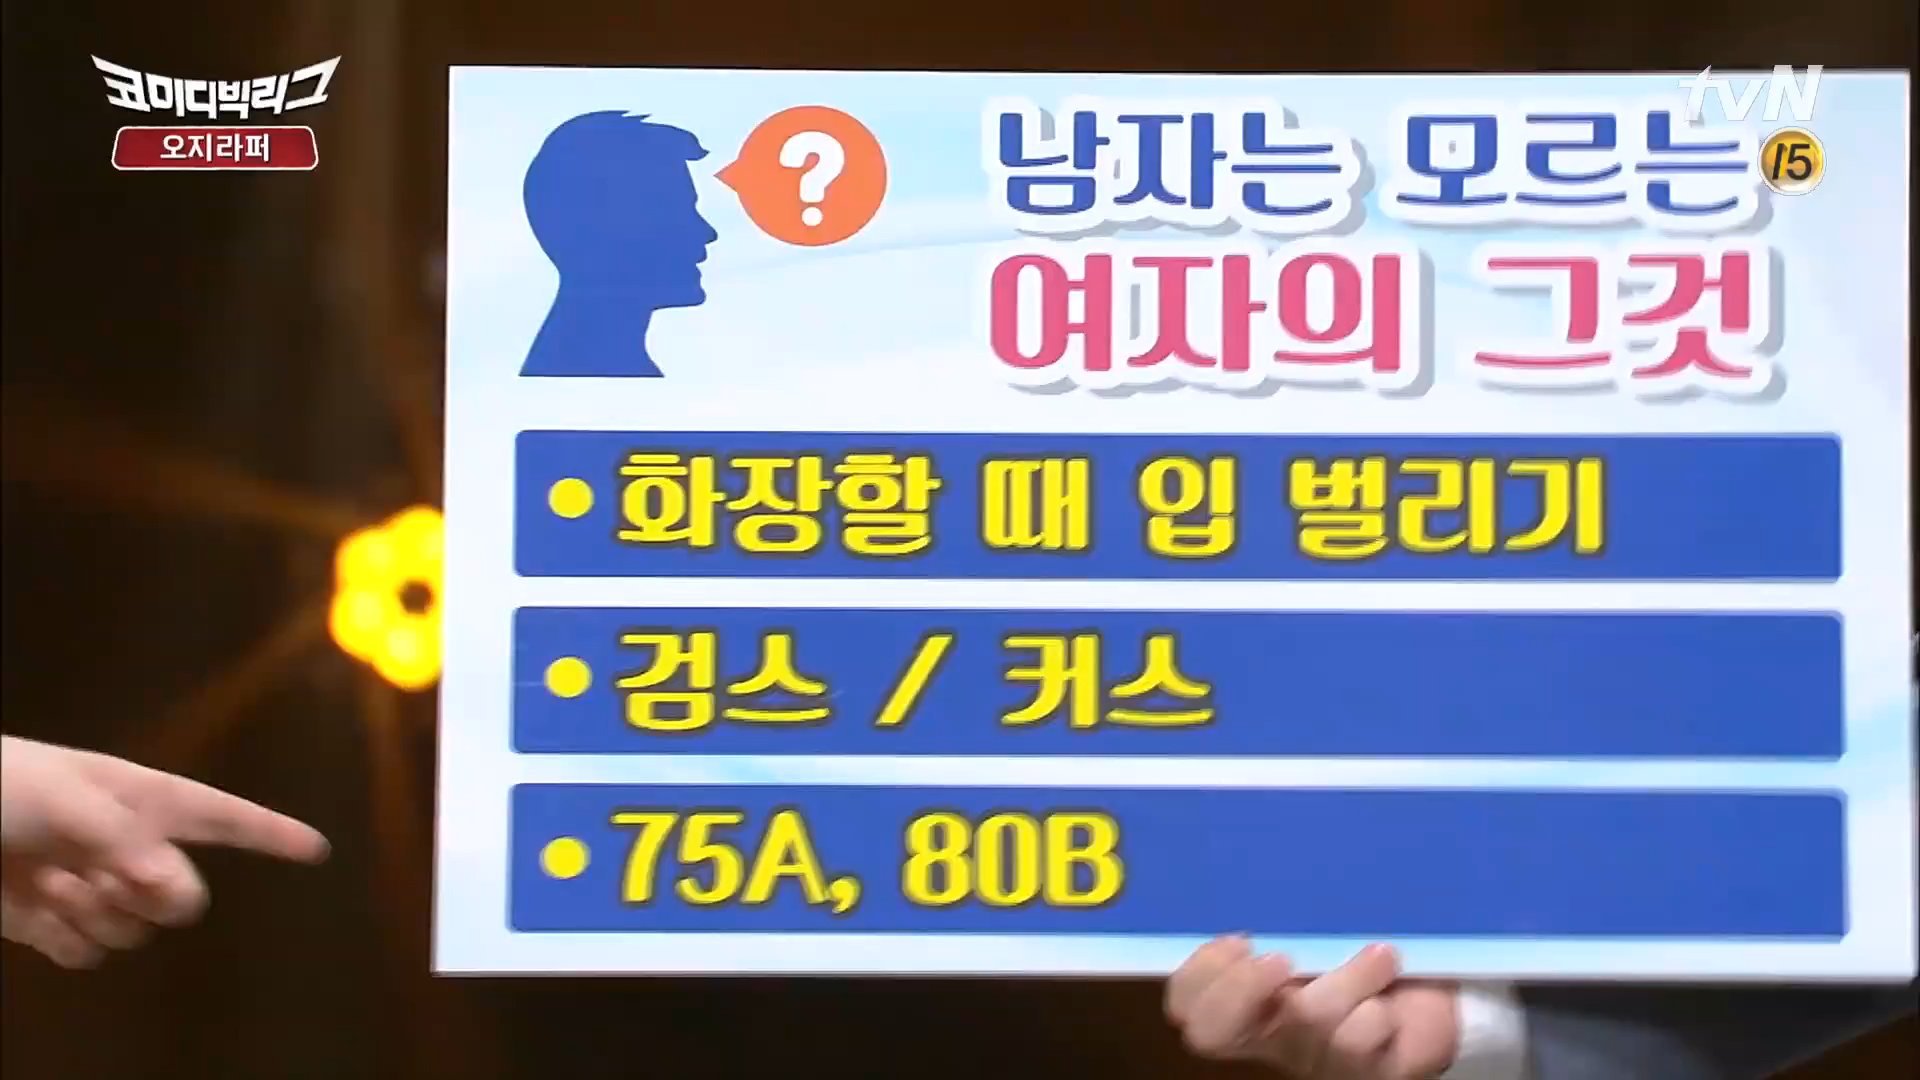 코미디빅리그
오지라퍼
tvN
15
?
남자는 모르는
여자의 그것
• 화장할 때 입 벌리기
• 검스 / 커스
• 75A, 80B